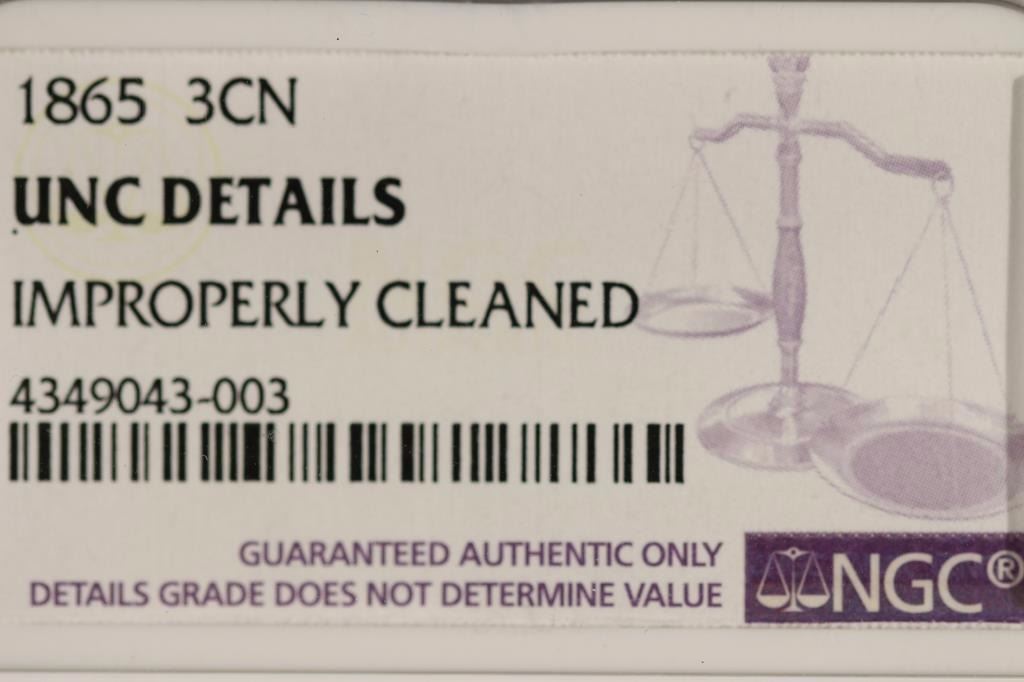 1865 3CN
UNC DETAILS
IMPROPERLY CLEANED
4349043-003
GUARANTEED AUTHENTIC ONLY
DETAILS GRADE DOES NOT DETERMINE VALUE
NGC®